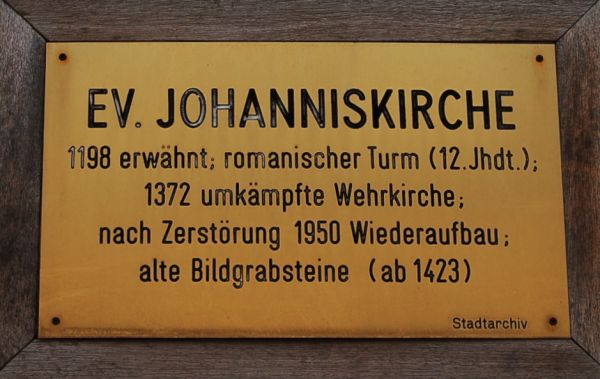 EV. JOHANNISKIRCHE
1198 erwähnt; romanischer Turm (12.Jhdt.);
1372 umkämpfte Wehrkirche;
nach Zerstörung 1950 Wiederaufbau;
alte Bildgrabsteine (ab 1423)
Stadtarchiv